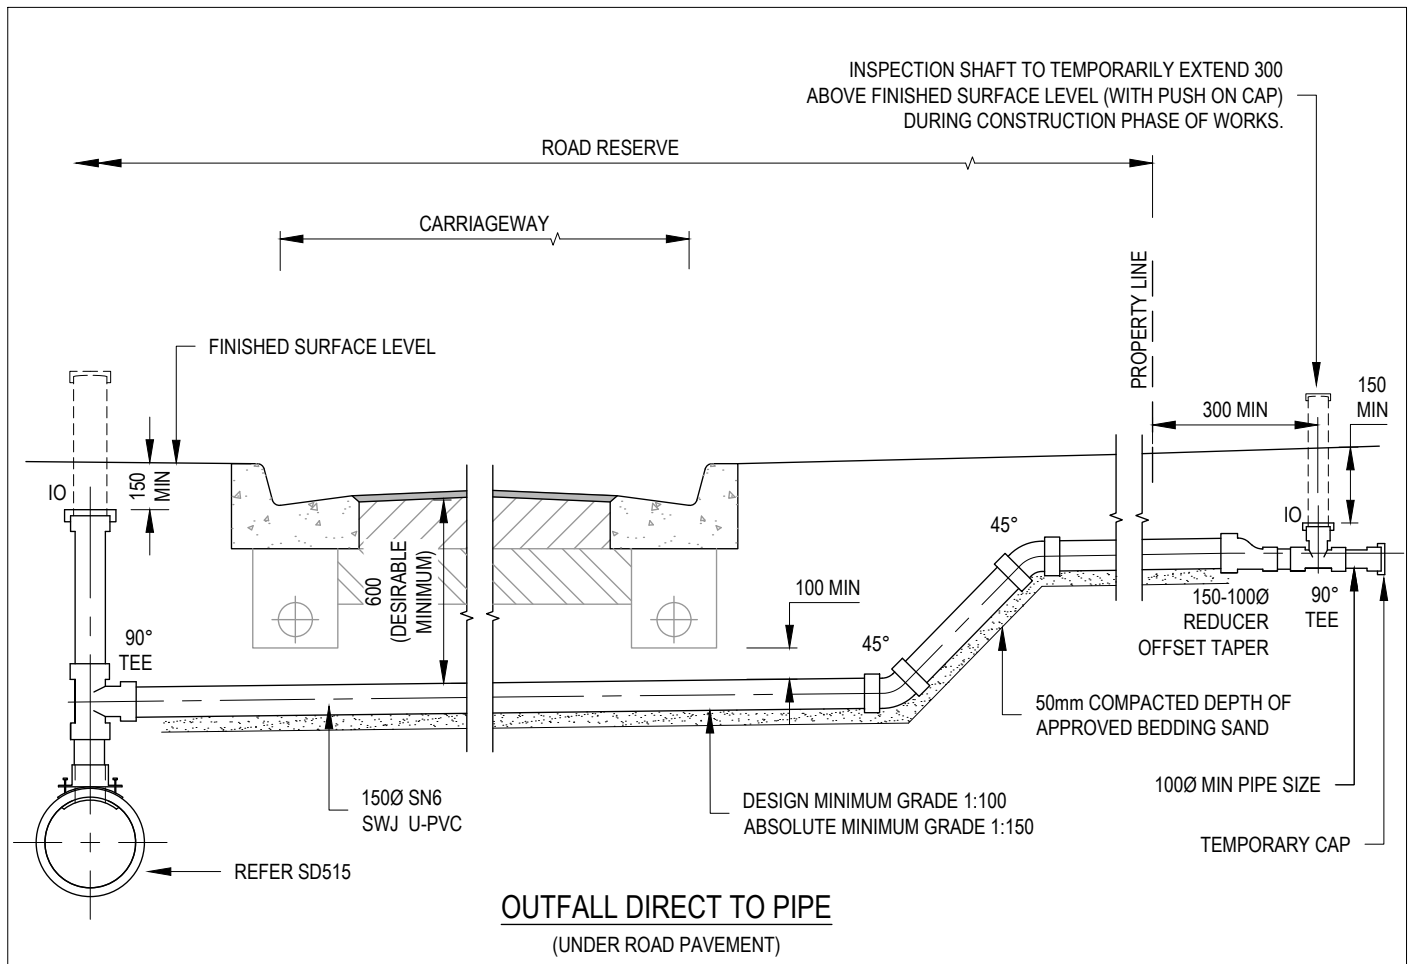 INSPECTION SHAFT TO TEMPORARILY EXTEND 300
ABOVE FINISHED SURFACE LEVEL (WITH PUSH ON CAP)
DURING CONSTRUCTION PHASE OF WORKS.
ROAD RESERVE
CARRIAGEWAY
PROPERTY LINE
FINISHED SURFACE LEVEL
150
MIN
300 MIN
150
MIN
IO
IO
45°
600
(DESIRABLE
MINIMUM)
100 MIN
150-100Ø
REDUCER
OFFSET TAPER
90°
TEE
90°
TEE
45°
50mm COMPACTED DEPTH OF
APPROVED BEDDING SAND
100Ø MIN PIPE SIZE
150Ø SN6
SWJ U-PVC
DESIGN MINIMUM GRADE 1:100
ABSOLUTE MINIMUM GRADE 1:150
TEMPORARY CAP
REFER SD515
OUTFALL DIRECT TO PIPE
(UNDER ROAD PAVEMENT)